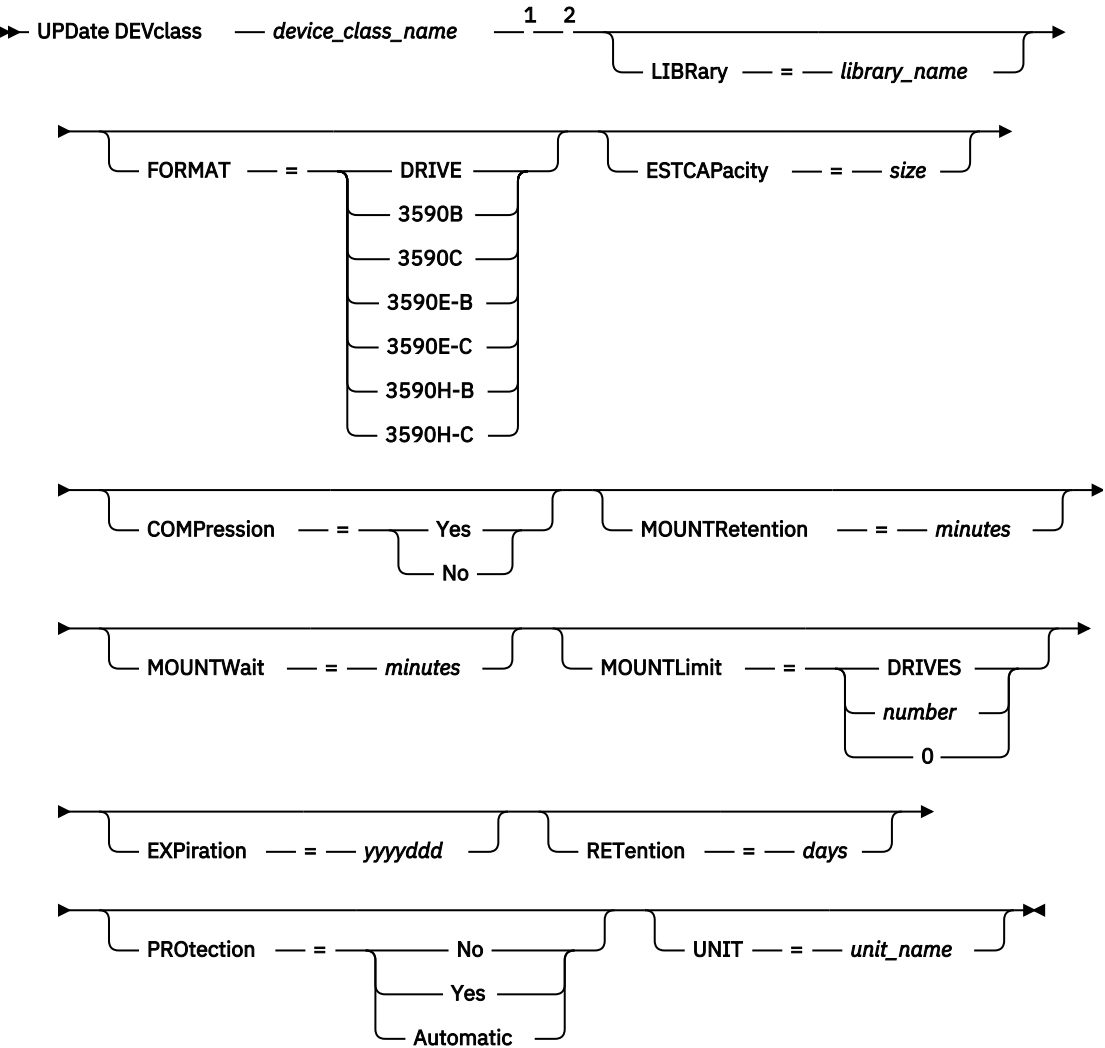 1 2
UPDate DEVclass device_class_name
LIBRary = library_name
FORMAT = DRIVE ESTCAPacity = size
3590B
3590C
3590E-B
3590E-C
3590H-B
3590H-C
COMPression = Yes MOUNTRetention = minutes
No
MOUNTWait = minutes MOUNTLimit = DRIVES
number
0
EXPiration = yyyyddd RETention = days
PROtection = No UNIT = unit_name
Yes
Automatic